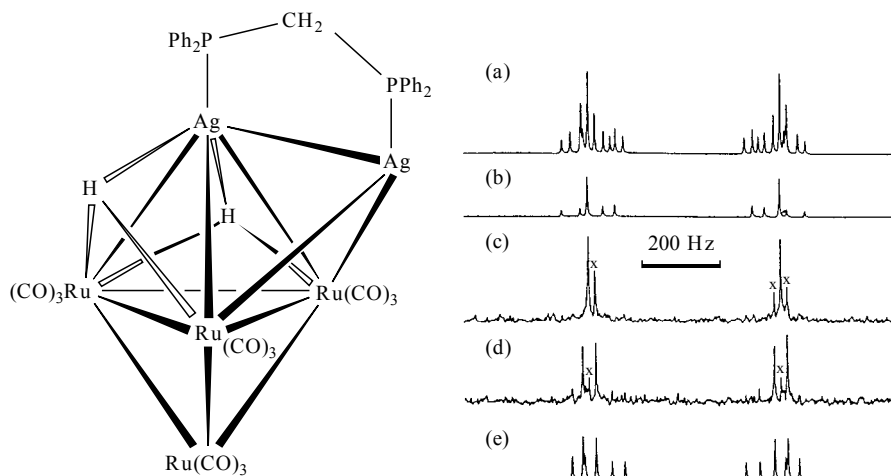 CH₂
Ph₂P
PPh₂
Ag
Ag
H
H
(CO)₃Ru
Ru(CO)₃
Ru
(CO)₃
Ru(CO)₃
(a)
(b)
200 Hz
(c)
x
x
x
(d)
x
x
(e)